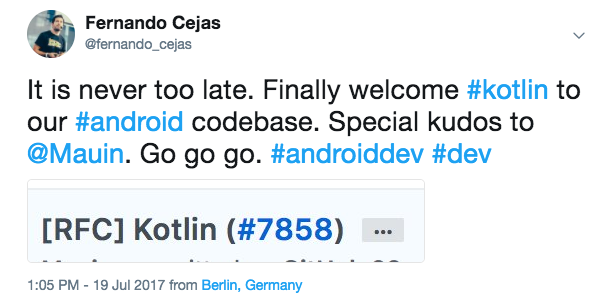 Fernando Cejas
@fernando_cejas
It is never too late. Finally welcome #kotlin to
our #android codebase. Special kudos to
@Mauin. Go go go. #androiddev #dev
[RFC] Kotlin (#7858) ...
1:05 PM - 19 Jul 2017 from Berlin, Germany